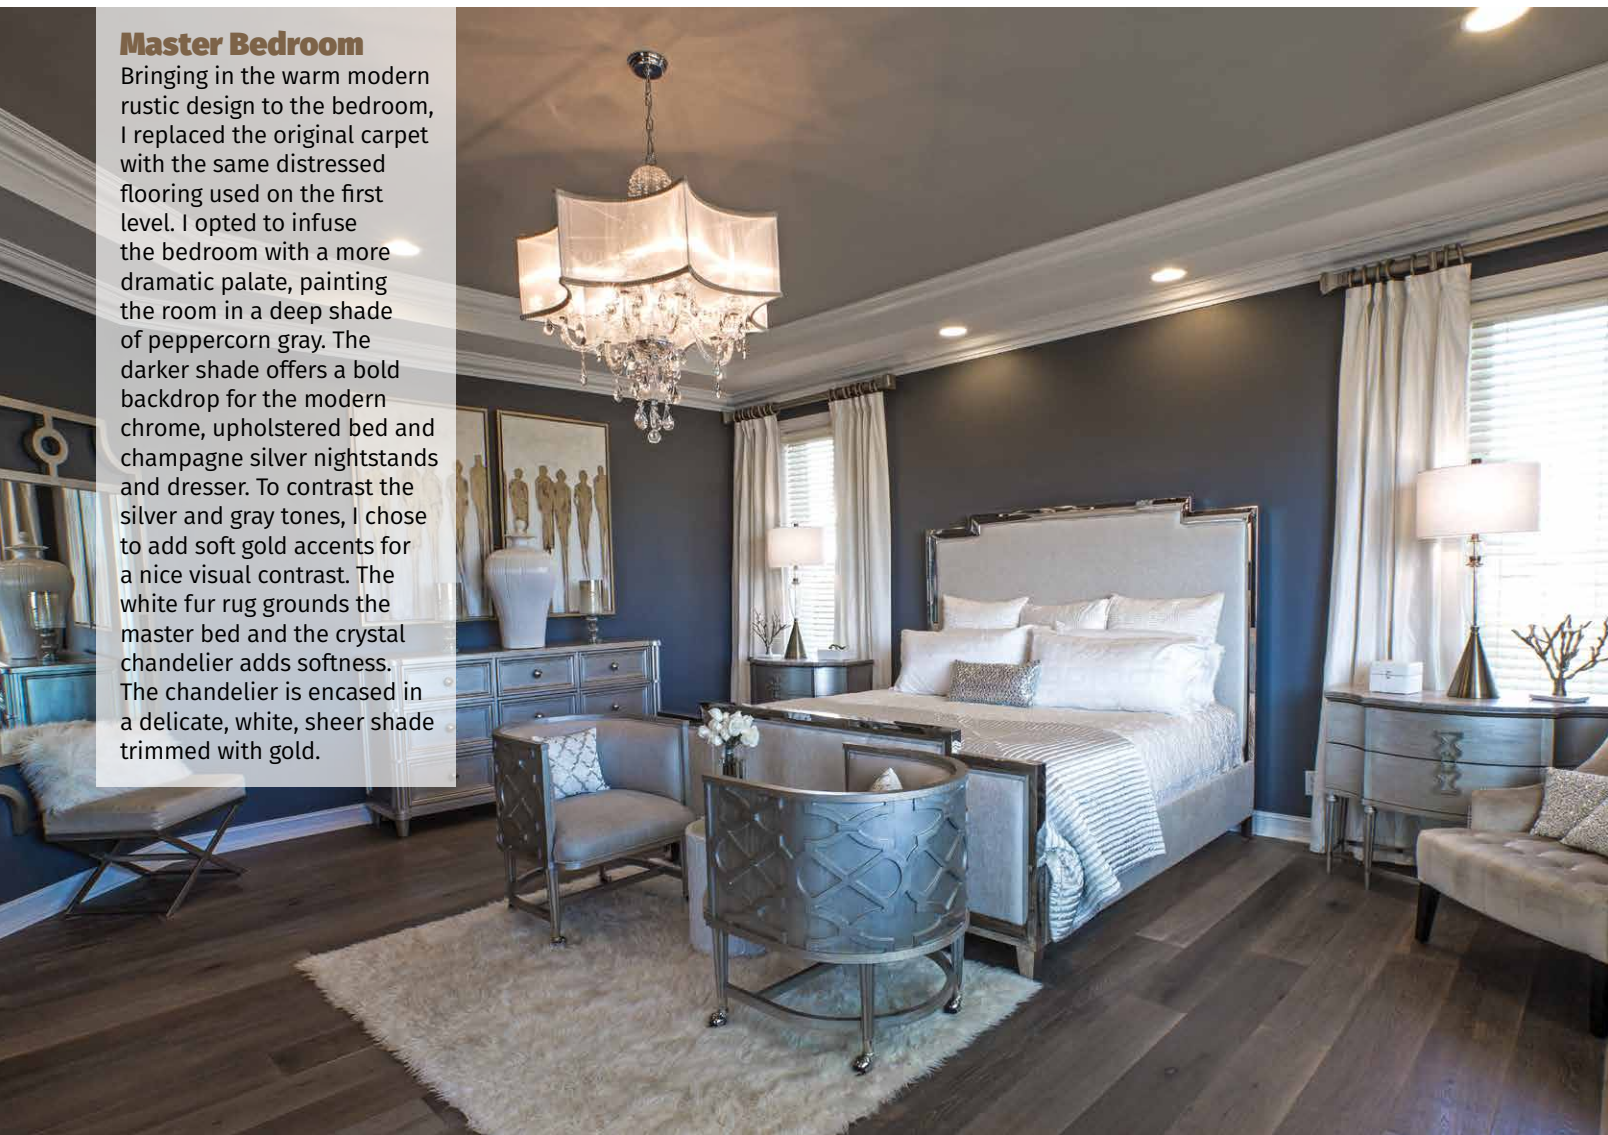 Master Bedroom
Bringing in the warm modern
rustic design to the bedroom,
I replaced the original carpet
with the same distressed
flooring used on the first
level. I opted to infuse
the bedroom with a more
dramatic palate, painting
the room in a deep shade
of peppercorn gray. The
darker shade offers a bold
backdrop for the modern
chrome, upholstered bed and
champagne silver nightstands
and dresser. To contrast the
silver and gray tones, I chose
to add soft gold accents for
a nice visual contrast. The
white fur rug grounds the
master bed and the crystal
chandelier adds softness.
The chandelier is encased in
a delicate, white, sheer shade
trimmed with gold.